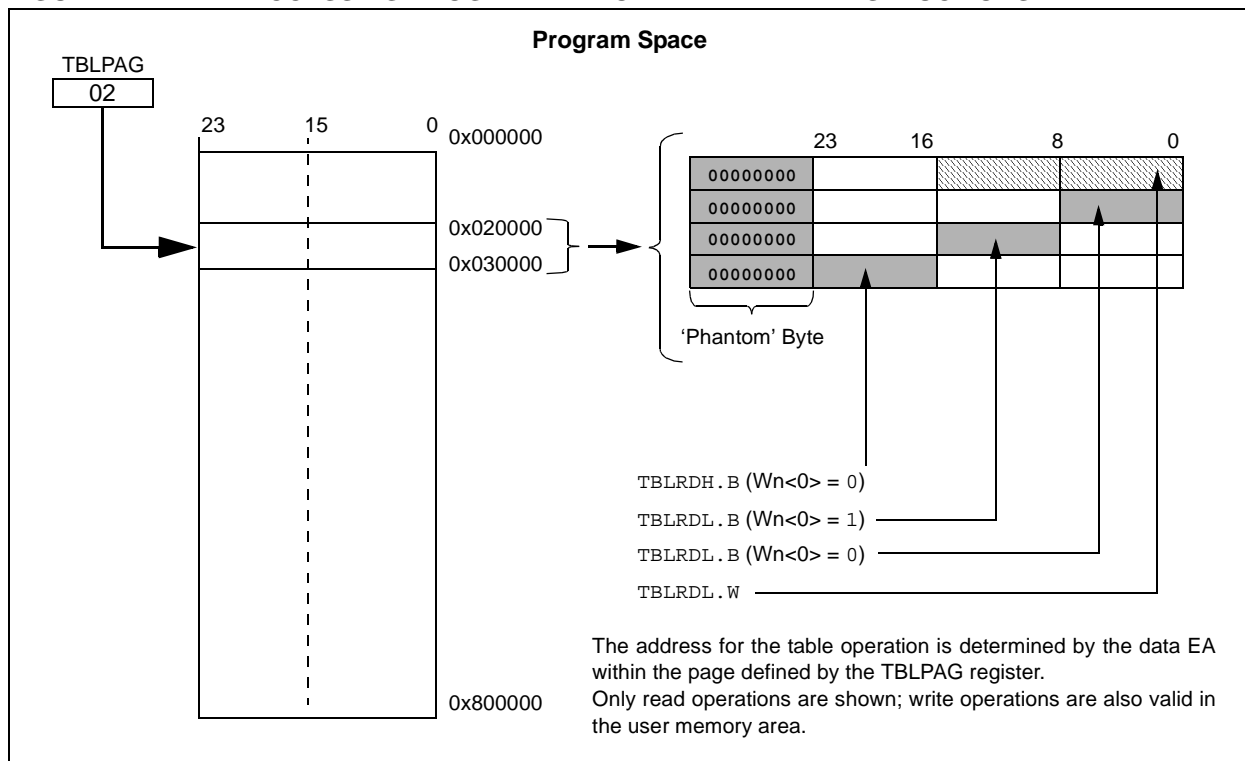 Program Space
TBLPAG
02
23 15 0
0x000000
0x020000
0x030000
0x800000
23 16 8 0
00000000
00000000
00000000
00000000
‘Phantom’ Byte
TBLRDH.B (Wn<0> = 0)
TBLRDL.B (Wn<0> = 1)
TBLRDL.B (Wn<0> = 0)
TBLRDL.W
The address for the table operation is determined by the data EA
within the page defined by the TBLPAG register.
Only read operations are shown; write operations are also valid in
the user memory area.